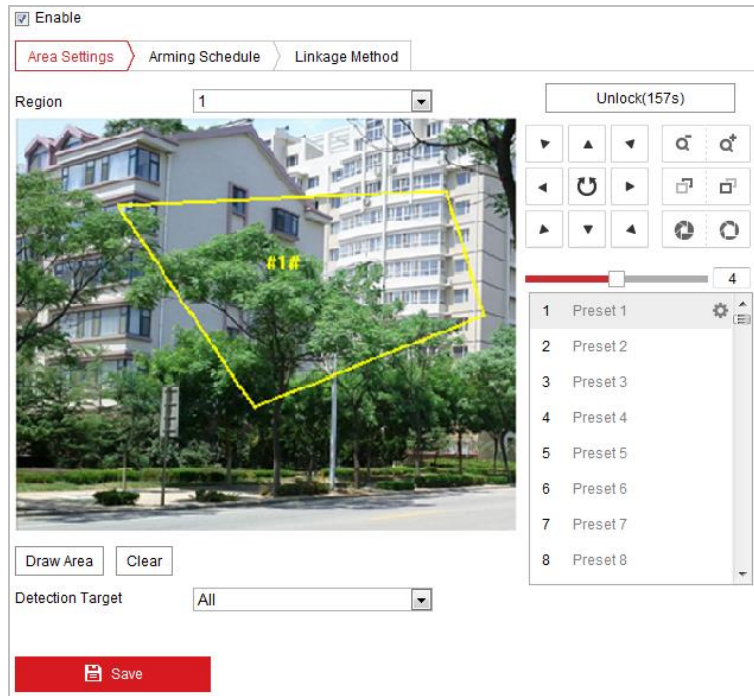 Enable
Area Settings
Arming Schedule
Linkage Method
Region
1
Unlock(157s)
#1#
4
1 Preset 1
2 Preset 2
3 Preset 3
4 Preset 4
5 Preset 5
6 Preset 6
7 Preset 7
8 Preset 8
Draw Area
Clear
Detection Target
All
Save